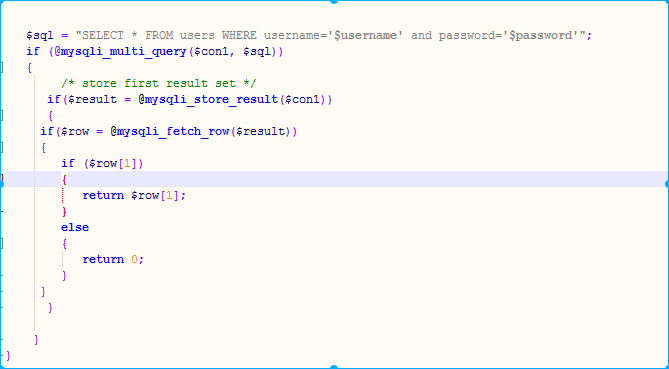 $sql = "SELECT * FROM users WHERE username='$username' and password='$password'";
if (@mysqli_multi_query($con1, $sql))
{
/* store first result set */
if($result = @mysqli_store_result($con1))
{
if($row = @mysqli_fetch_row($result))
{
if ($row[1])
{
return $row[1];
}
else
{
return 0;
}
}
}
}
}